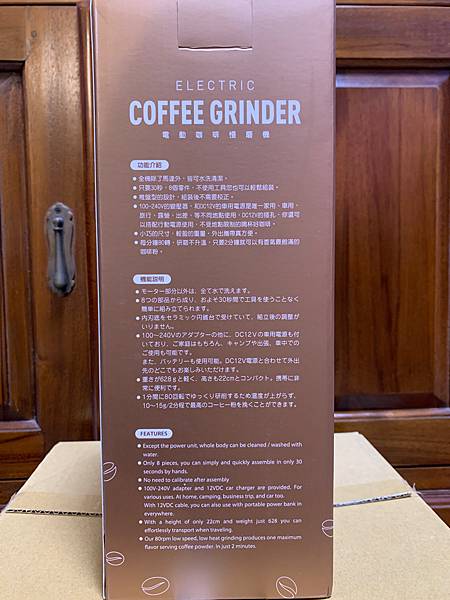 ELECTRIC
COFFEE GRINDER
電動咖啡慢磨機
功能介紹
● 全機除了馬達外，皆可水洗清潔。
● 只要30秒，8個零件，不使用工具您也可以輕鬆組裝。
● 錐盤型的設計，組裝後不需要校正。
● 100-240V的變壓器，和DC12V的車用電源是唯一家用、車用、
旅行、露營、出差，等不同地點使用，DC12V的插孔，你還可
以搭配行動電源使用，不受地點限制的喝杯好咖啡。
● 小巧的尺寸，輕盈的重量，外出攜帶真方便。
● 每分鐘80轉，研磨不升溫，只要2分鐘就可以有香氣最飽滿的
咖啡粉。
機能説明
● モーター部分以外は、全て水で洗えます。
● 8つの部品から成り、およそ30秒間で工具を使うことなく
簡単に組み立てられます。
● 内刃底をセラミック円錐台で受けていて、組立後の調整が
いりません。
● 100～240Vのアダプターの他に、DC12Vの車用電源も付
いており、ご家庭はもちろん、キャンプや出張、車中での
ご使用も可能です。
また、バッテリーも使用可能。DC12V電源と合わせて外出
先のどこでもお楽しみいただけます。
● 重さが628ｇと軽く、高さも22cmとコンパクト。携帯に非
常に便利です。
● 1分間に80回転でゆっくり研削するため温度が上がらず、
10～15g/2分程で最高のコーヒー粉を挽くことができます。
FEATURES
● Except the power unit, whole body can be cleaned / washed with
water.
● Only 8 pieces, you can simply and quickly assemble in only 30
seconds by hands.
● No need to calibrate after assembly
● 100V-240V adapter and 12VDC car charger are provided. For
various uses. At home, camping, business trip, and car too.
With 12VDC cable, you can also use with portable power bank in
everywhere.
● With a height of only 22cm and weight just 628 you can
effortlessly transport when traveling.
● Our 80rpm low speed, low heat grinding produces one maximum
flavor serving coffee powder. In just 2 minutes.